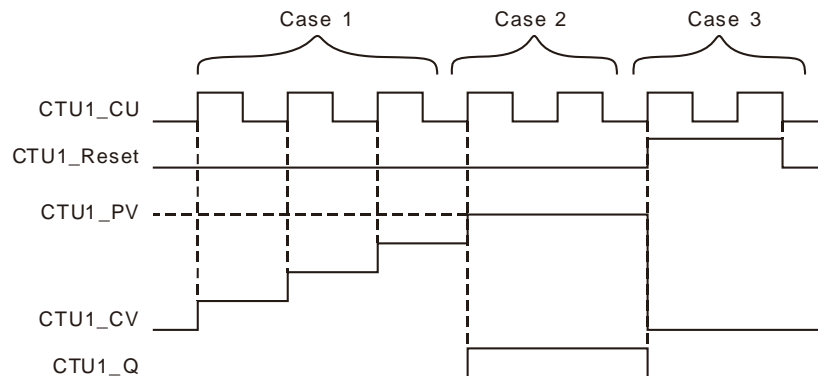 Case 1 Case 2 Case 3
CTU1_CU
CTU1_Reset
CTU1_PV
CTU1_CV
CTU1_Q